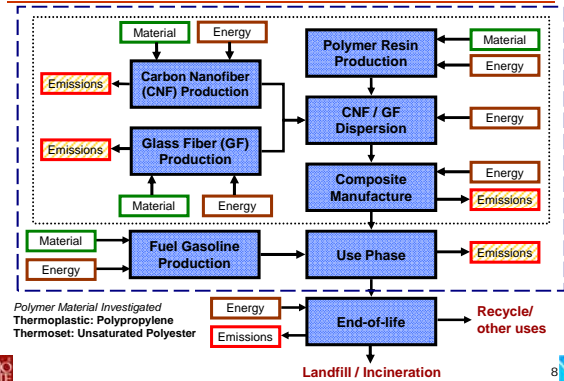 Material
Energy
Polymer Resin
Production
Material
Energy
Emissions
Carbon Nanofiber
(CNF) Production
CNF / GF
Dispersion
Energy
Emissions
Glass Fiber (GF)
Production
Composite
Manufacture
Energy
Emissions
Material
Energy
Material
Energy
Fuel Gasoline
Production
Use Phase
Emissions
Polymer Material Investigated
Thermoplastic: Polypropylene
Thermoset: Unsaturated Polyester
Energy
Emissions
End-of-life
Recycle/
other uses
Landfill / Incineration
8